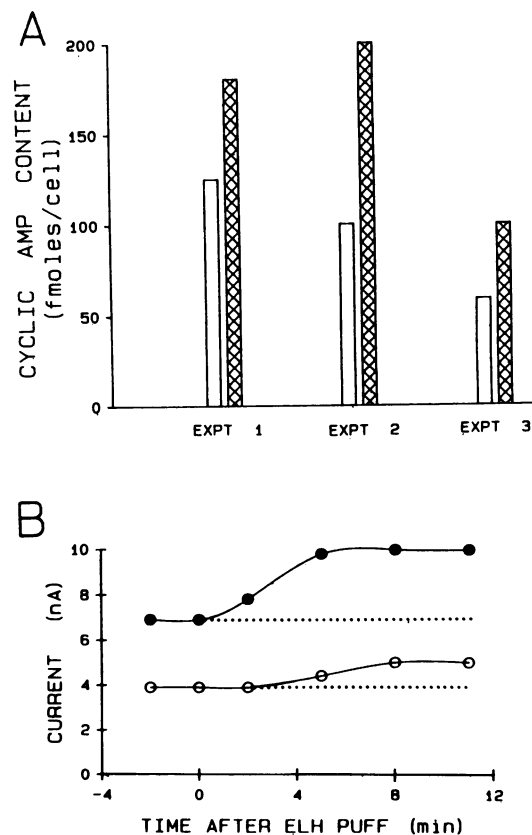 A
CYCLIC AMP CONTENT
(fmoles/cell)
200
150
100
50
0
EXPT 1
EXPT 2
EXPT 3
B
CURRENT (nA)
10
8
6
4
2
0
-4
0
4
8
12
TIME AFTER ELH PUFF (min)